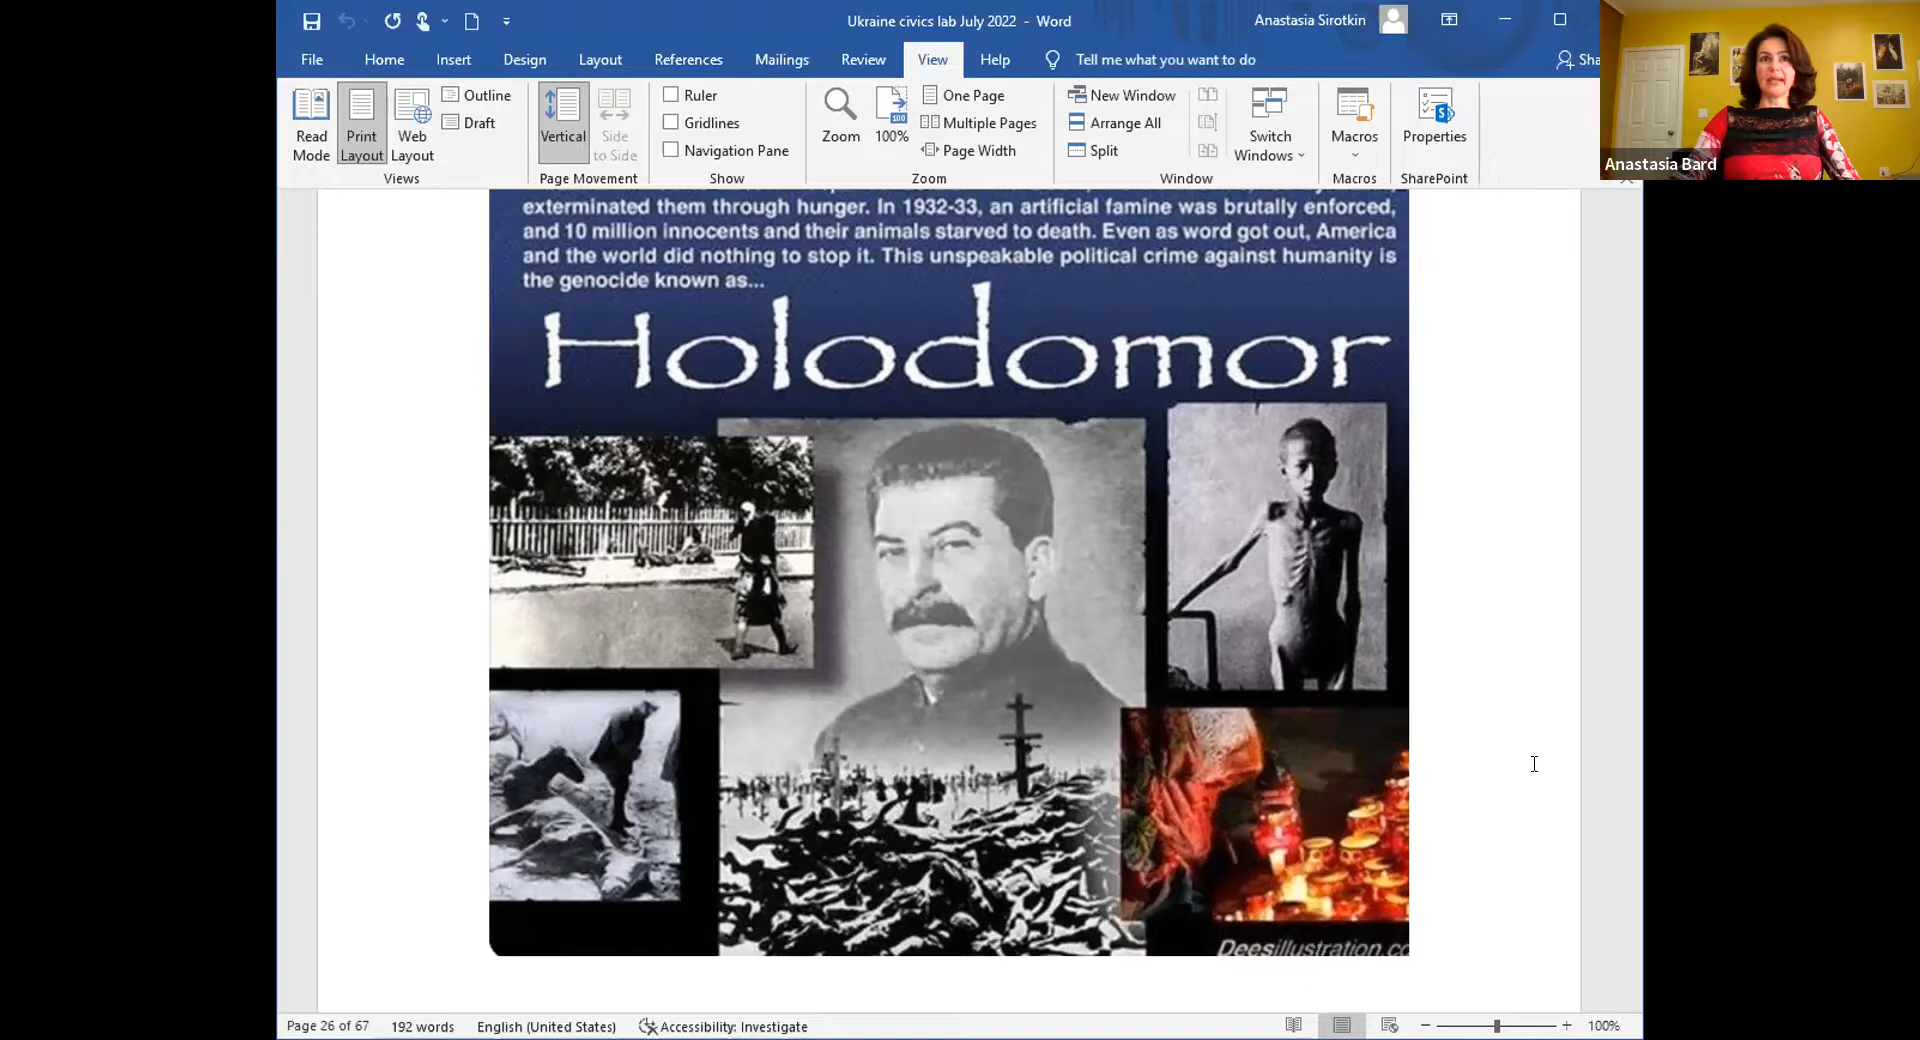 Ukraine civics lab July 2022 - Word
Anastasia Sirotkin
File Home Insert Design Layout References Mailings Review View Help Tell me what you want to do Sha
Read Mode
Print Layout
Web Layout
Outline
Draft
Views
Vertical
Side to Side
Page Movement
Ruler
Gridlines
Navigation Pane
Show
Zoom
100
100%
One Page
Multiple Pages
Page Width
Zoom
New Window
Arrange All
Split
Switch Windows
Window
Macros
Macros
Properties
SharePoint
Anastasia Bard
exterminated them through hunger. In 1932-33, an artificial famine was brutally enforced,
and 10 million innocents and their animals starved to death. Even as word got out, America
and the world did nothing to stop it. This unspeakable political crime against humanity is
the genocide known as...
Holodomor
Deesillustration.co
Page 26 of 67 192 words English (United States) Accessibility: Investigate 100%